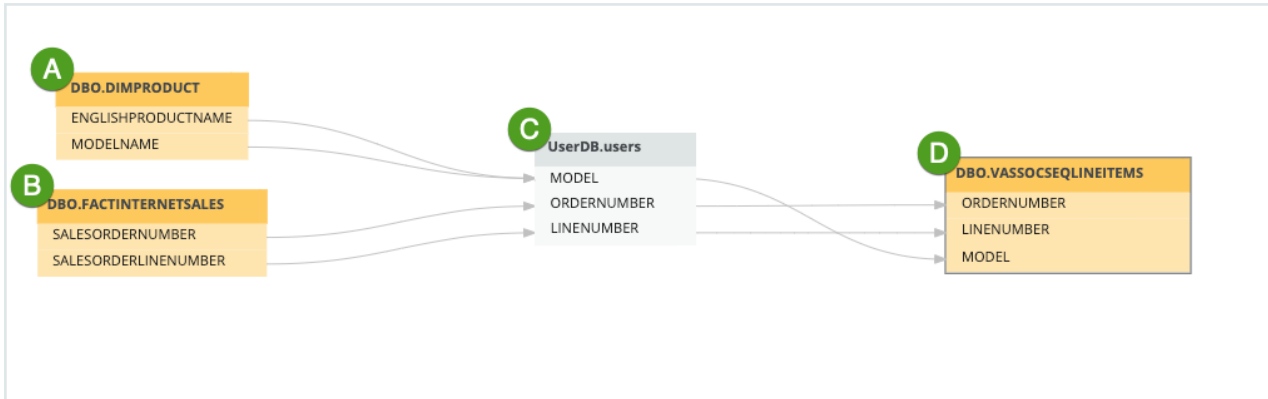 A
DBO.DIMPRODUCT
ENGLISHPRODUCTNAME
MODELNAME
B
DBO.FACTINTERNETSALES
SALESORDERNUMBER
SALESORDERLINENUMBER
C
UserDB.users
MODEL
ORDERNUMBER
LINENUMBER
D
DBO.VASSOCSEQLINEITEMS
ORDERNUMBER
LINENUMBER
MODEL